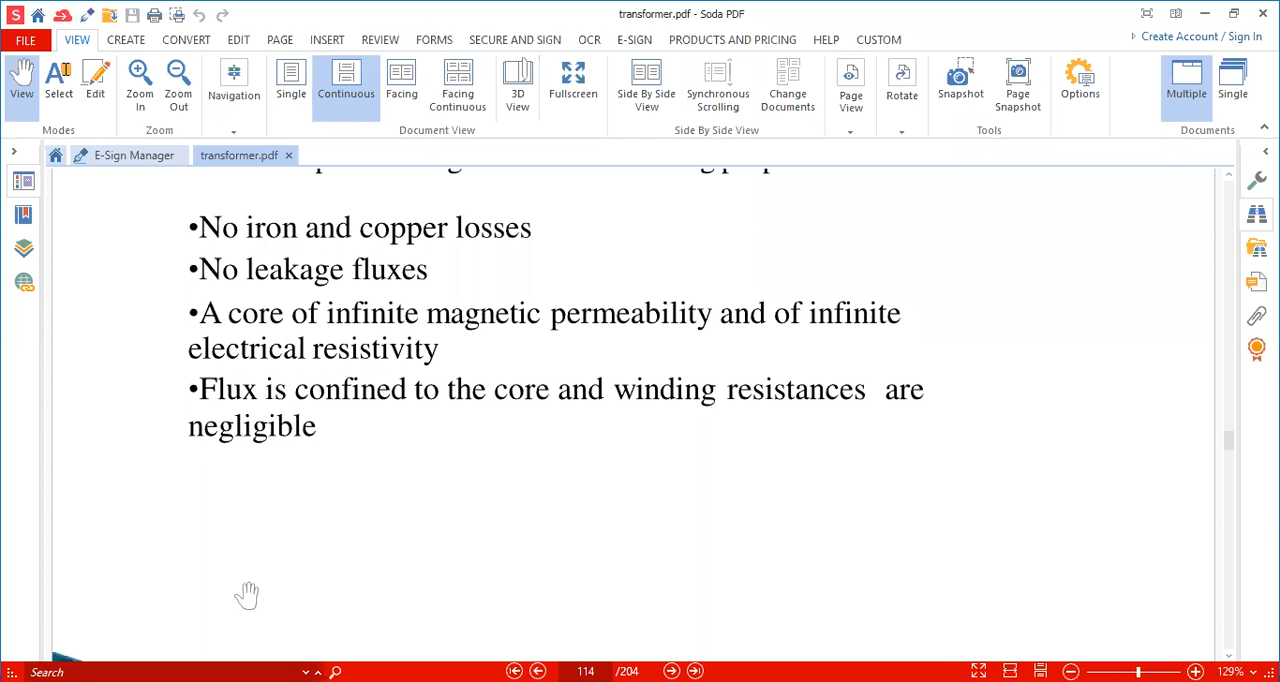 transformer.pdf - Soda PDF
FILE VIEW CREATE CONVERT EDIT PAGE INSERT REVIEW FORMS SECURE AND SIGN OCR E-SIGN PRODUCTS AND PRICING HELP CUSTOM
Create Account / Sign In
View Select Edit Zoom In Zoom Out Navigation Single Continuous Facing Facing Continuous 3D View Fullscreen Side By Side View Synchronous Scrolling Change Documents Page View Rotate Snapshot Page Snapshot Options Multiple Single
Modes Zoom Document View Side By Side View Tools Documents
E-Sign Manager transformer.pdf
•No iron and copper losses
•No leakage fluxes
•A core of infinite magnetic permeability and of infinite
electrical resistivity
•Flux is confined to the core and winding resistances are
negligible
Search 114 /204 129%